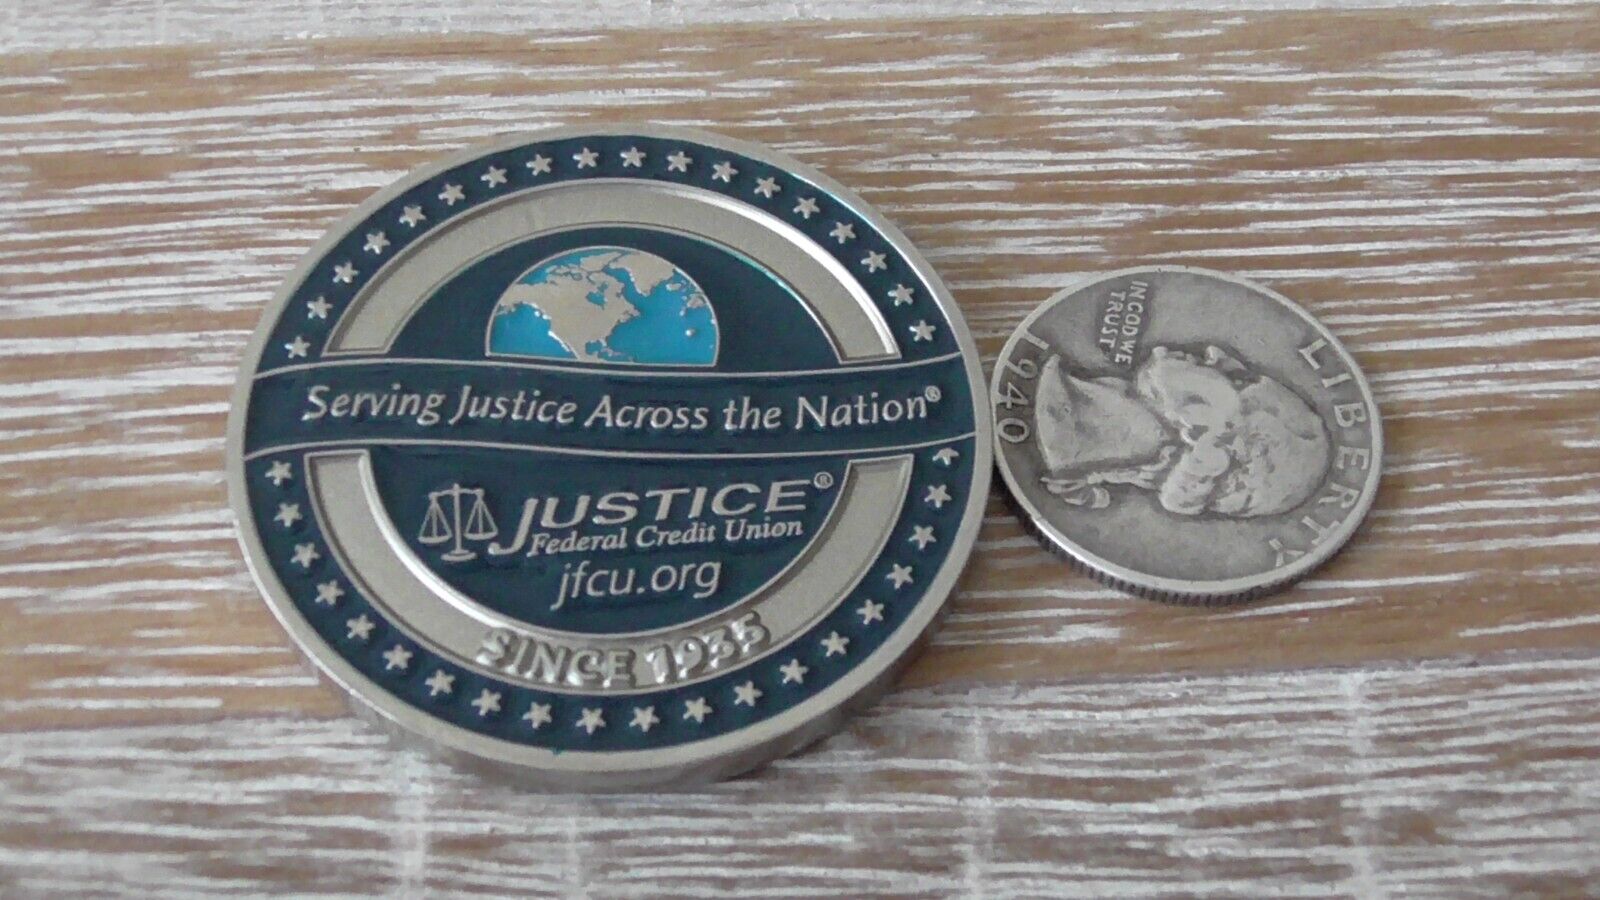 Serving Justice Across the Nation®
JUSTICE®
Federal Credit Union
jfcu.org
SINCE 1935
LIBERTY
IN GOD WE
TRUST
1940